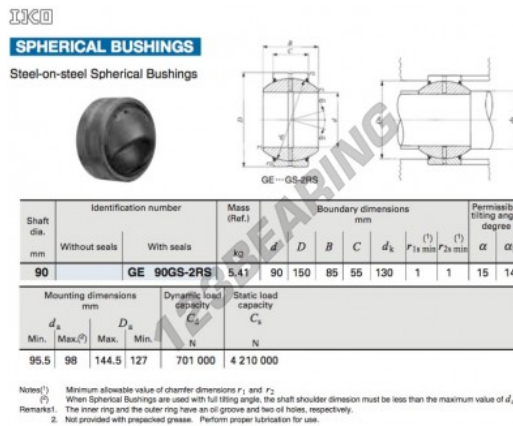 IKO
SPHERICAL BUSHINGS
Steel-on-steel Spherical Bushings
B
C
D
d
GE···GS-2RS
123BEARING
Shaft dia. mm
Identification number
Mass (Ref.) kg
Boundary dimensions mm
Permissib tilting ang degree
Without seals With seals
d D B C dk r1s min(1) r2s min(1) α α
90 GE 90GS-2RS 5.41 90 150 85 55 130 1 1 15 14
Mounting dimensions mm
Dynamic load capacity
Static load capacity
da Da Cd Cs
Min. Max.(2) Max. Min. N N
95.5 98 144.5 127 701 000 4 210 000
Notes(1) Minimum allowable value of chamfer dimensions r1 and r2
(2) When Spherical Bushings are used with full tilting angle, the shaft shoulder dimesion must be less than the maximum value of d
Remarks1. The inner ring and the outer ring have an oil groove and two oil holes, respectively.
2. Not provided with prepacked grease. Perform proper lubrication for use.